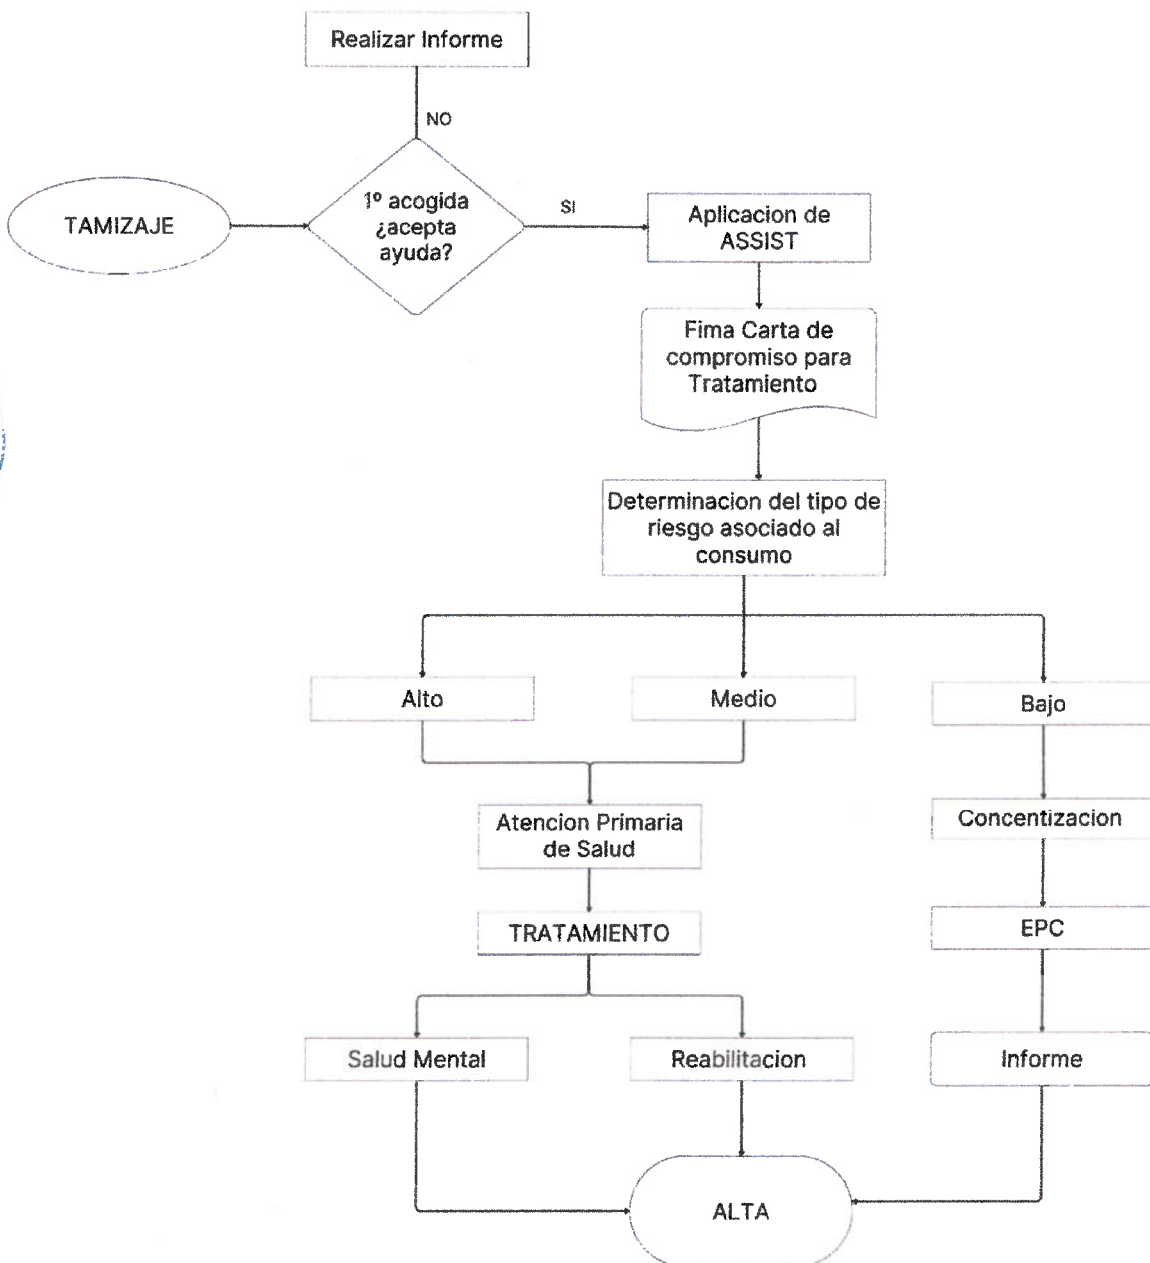 Realizar Informe
NO
TAMIZAJE
1º acogida
¿acepta
ayuda?
SI
Aplicacion de
ASSIST
Fima Carta de
compromiso para
Tratamiento
Determinacion del tipo de
riesgo asociado al
consumo
Alto
Medio
Bajo
Atencion Primaria
de Salud
Concentizacion
TRATAMIENTO
EPC
Salud Mental
Reabilitacion
Informe
ALTA